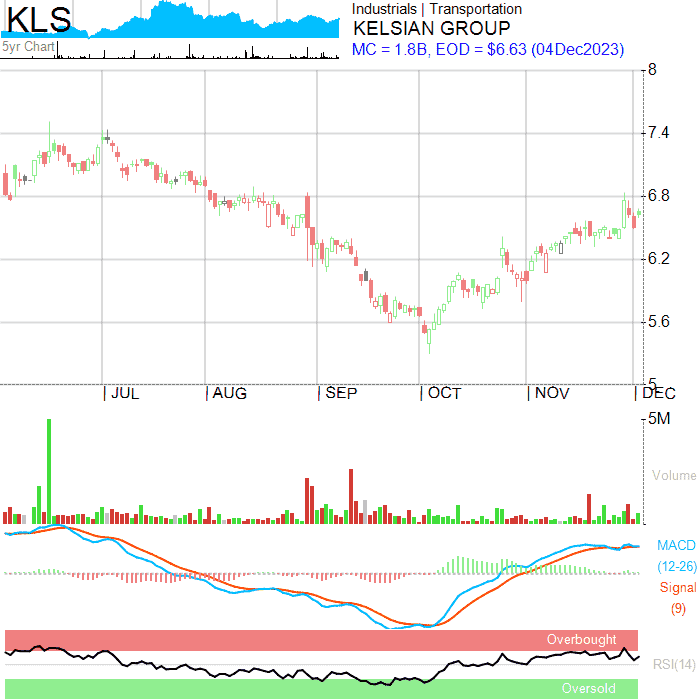 KLS
5yr Chart
Industrials | Transportation
KELSIAN GROUP
MC = 1.8B, EOD = $6.63 (04Dec2023)
8
7.4
6.8
6.2
5.6
5
JUL AUG SEP OCT NOV DEC
5M
Volume
MACD
(12-26)
Signal
(9)
Overbought
RSI(14)
Oversold